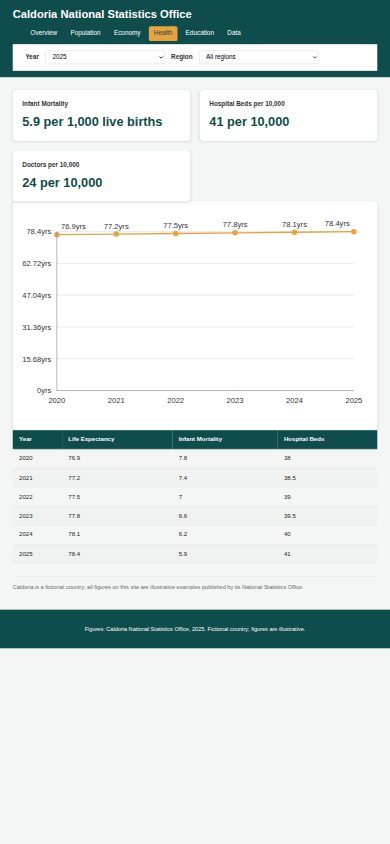 Caldoria National Statistics Office
Overview Population Economy Health Education Data
Year 2025 Region All regions
Infant Mortality
5.9 per 1,000 live births
Hospital Beds per 10,000
41 per 10,000
Doctors per 10,000
24 per 10,000
76.9yrs 77.2yrs 77.5yrs 77.8yrs 78.1yrs 78.4yrs
78.4yrs
62.72yrs
47.04yrs
31.36yrs
15.68yrs
0yrs
2020 2021 2022 2023 2024 2025
Year Life Expectancy Infant Mortality Hospital Beds
2020 76.9 7.8 38
2021 77.2 7.4 38.5
2022 77.5 7 39
2023 77.8 6.6 39.5
2024 78.1 6.2 40
2025 78.4 5.9 41
Caldoria is a fictional country; all figures on this site are illustrative examples published by its National Statistics Office.
Figures: Caldoria National Statistics Office, 2025. Fictional country; figures are illustrative.